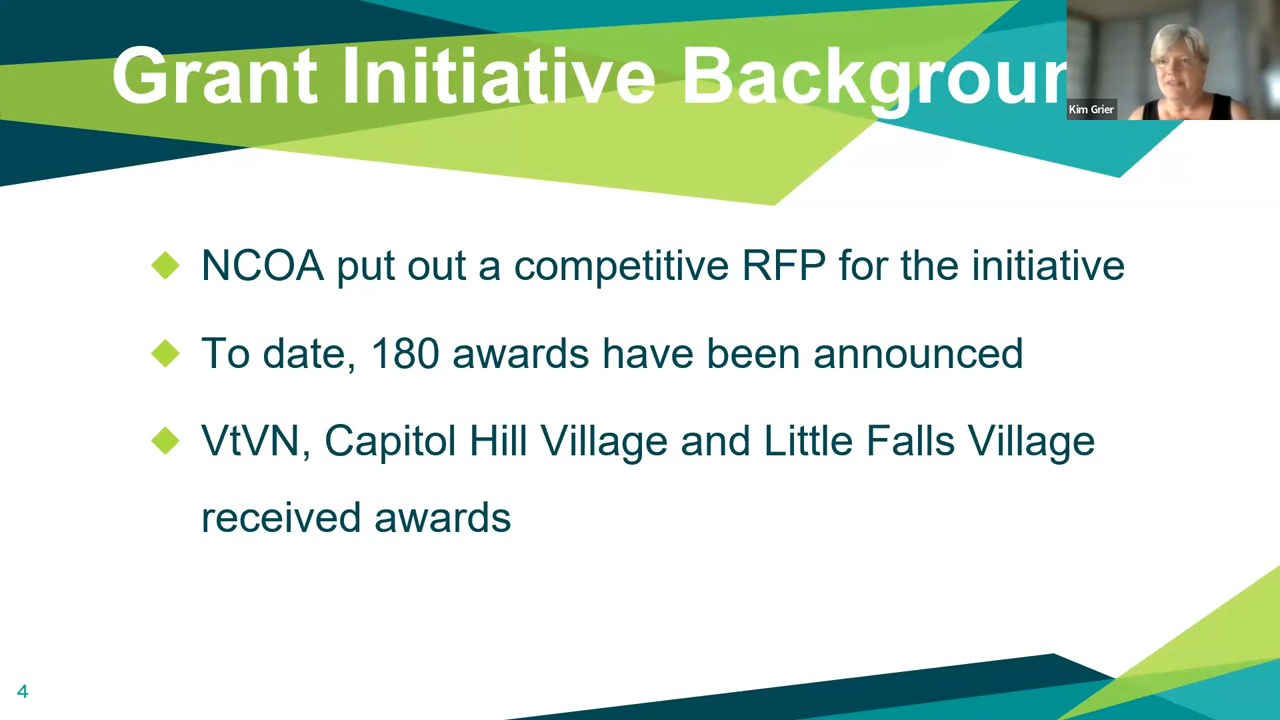 Grant Initiative Backgroun
Kim Grier
NCOA put out a competitive RFP for the initiative
To date, 180 awards have been announced
VtVN, Capitol Hill Village and Little Falls Village
received awards
4